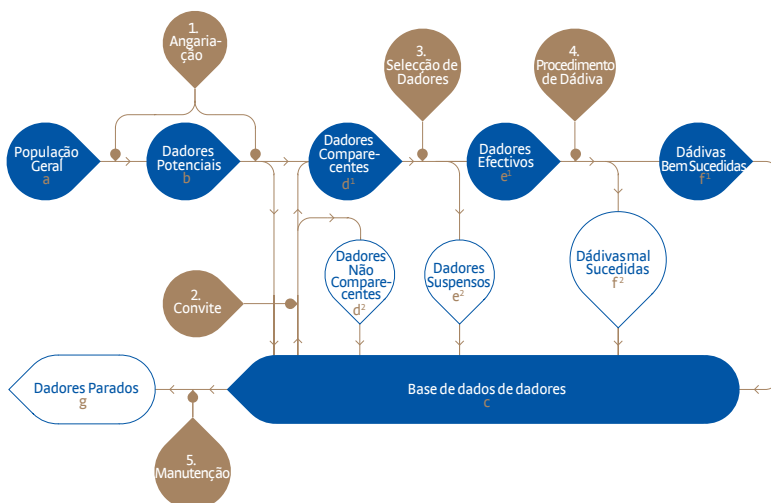 1.
Angaria-
ção
3.
Selecção de
Dadores
4.
Procedimento
de Dádiva
População
Geral
a
Dadores
Potenciais
b
Dadores
Compare-
centes
d¹
Dadores
Efectivos
e¹
Dádivas
Bem Sucedidas
f¹
Dadores
Não
Compare-
centes
d²
Dadores
Suspensos
e²
Dádivas mal
Sucedidas
f²
2.
Convite
Dadores Parados
g
Base de dados de dadores
c
5.
Manutenção